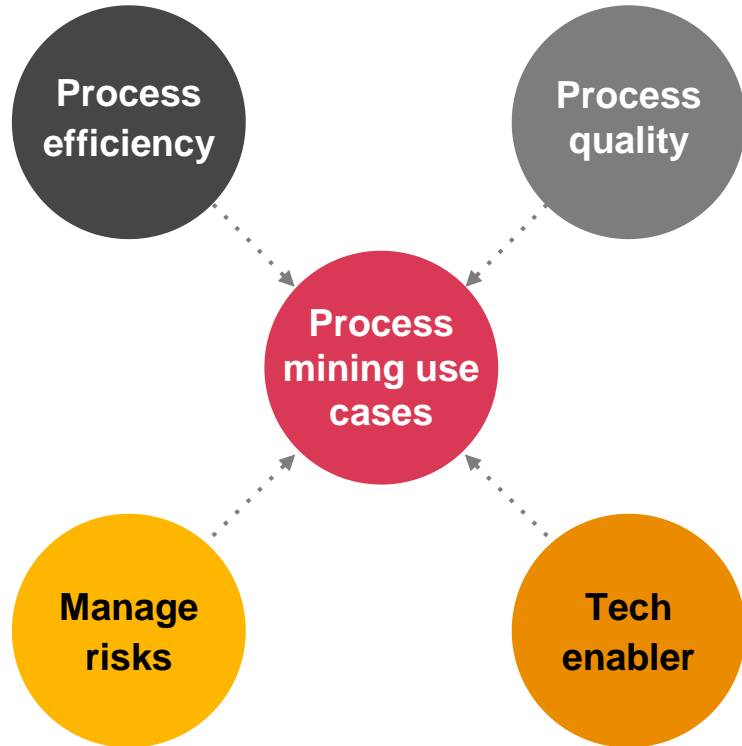 Process
efficiency
Process
quality
Process
mining use
cases
Manage
risks
Tech
enabler